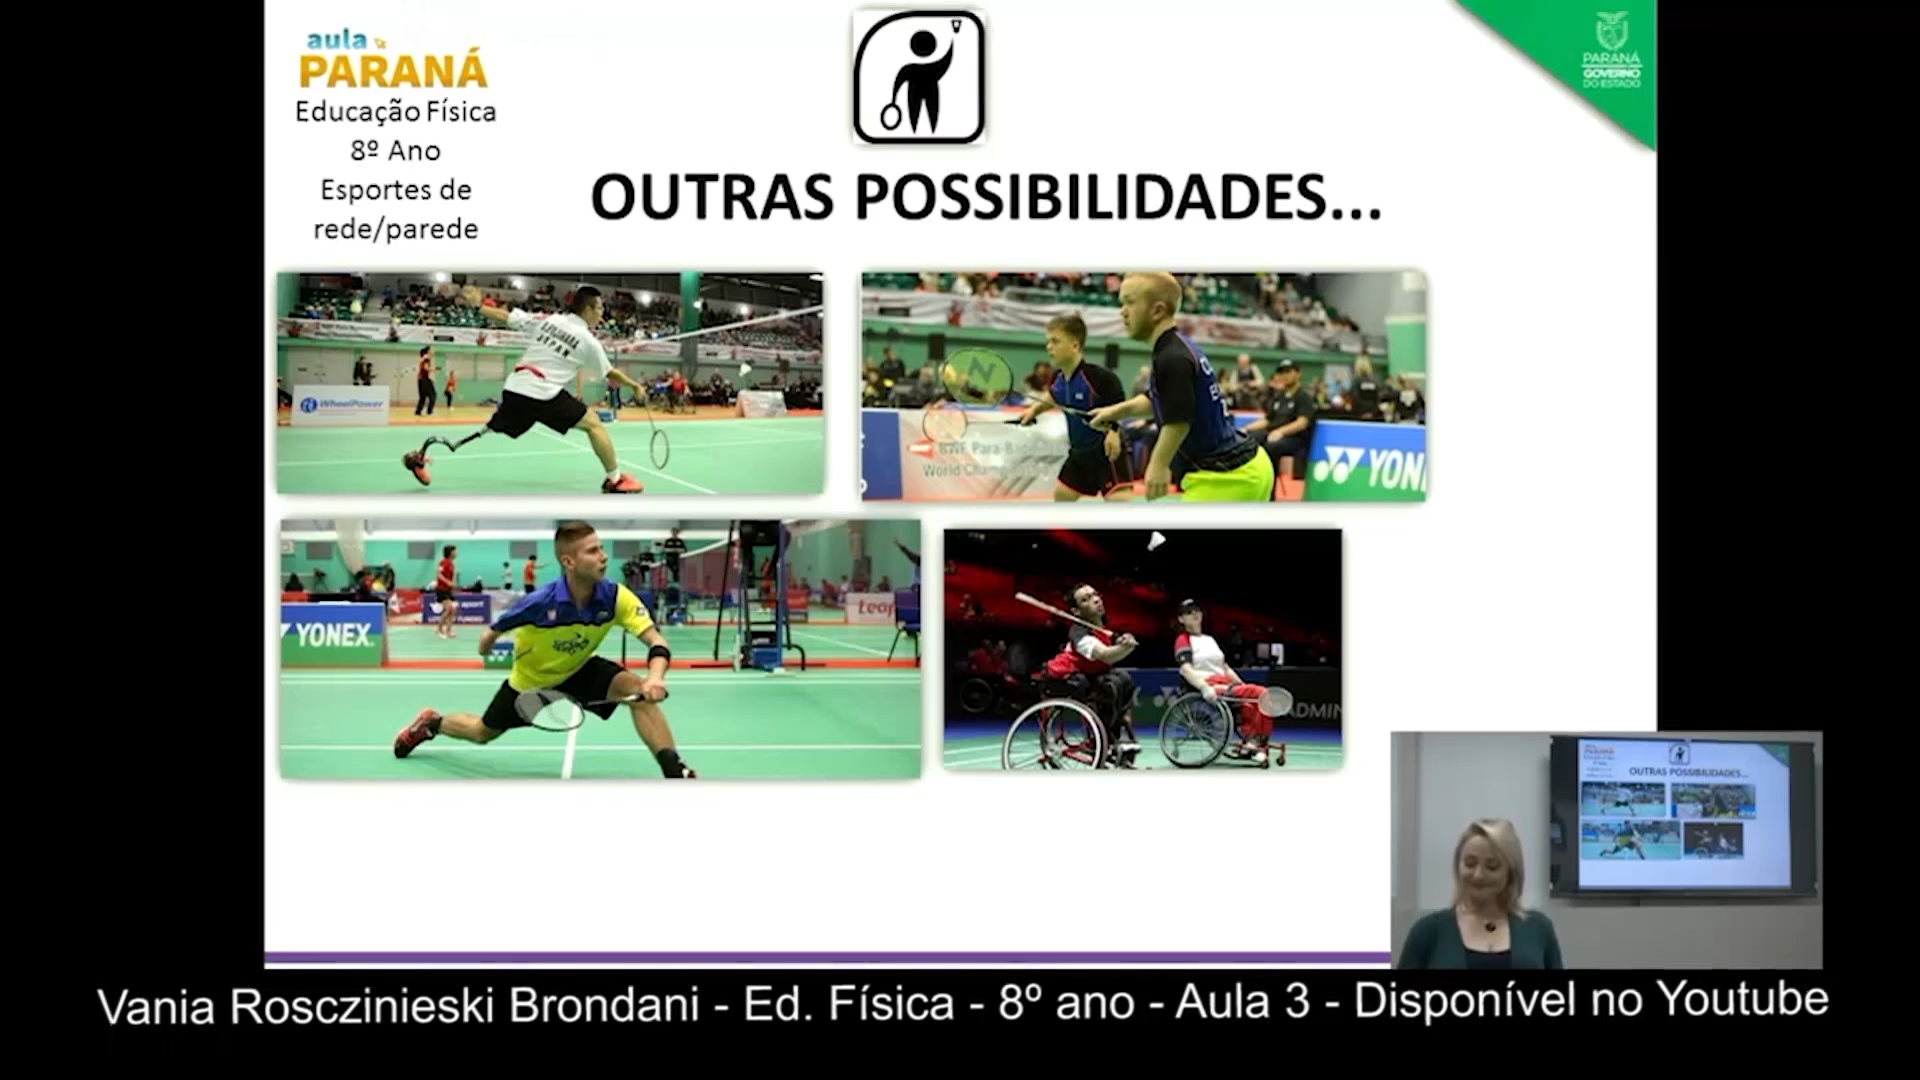 aula
PARANÁ
Educação Física
8º Ano
Esportes de
rede/parede
OUTRAS POSSIBILIDADES...
PARANÁ
GOVERNO
DO ESTADO
JAPAN
WheelPower
N
BWF Para-Badminton
World Championships
YONEX
YONEX
ADMIN
OUTRAS POSSIBILIDADES...
Vania Rosczinieski Brondani - Ed. Física - 8º ano - Aula 3 - Disponível no Youtube